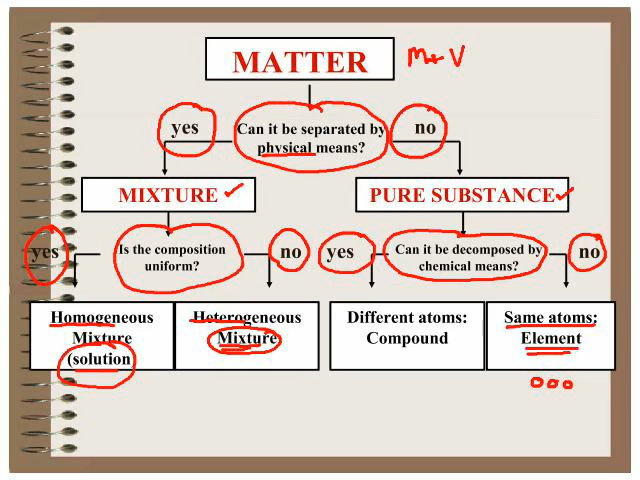 MATTER
M & V
yes
Can it be separated by
physical means?
no
MIXTURE
PURE SUBSTANCE
yes
Is the composition
uniform?
no
yes
Can it be decomposed by
chemical means?
no
Homogeneous
Mixture
(solution)
Heterogeneous
Mixture
Different atoms:
Compound
Same atoms:
Element